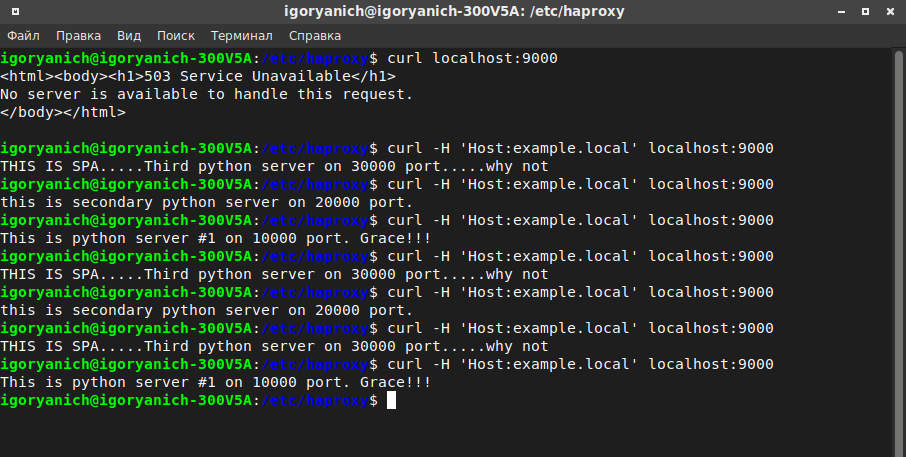 igoryanich@igoryanich-300V5A: /etc/haproxy
Файл Правка Вид Поиск Терминал Справка
igoryanich@igoryanich-300V5A:/etc/haproxy$ curl localhost:9000
<html><body><h1>503 Service Unavailable</h1>
No server is available to handle this request.
</body></html>
igoryanich@igoryanich-300V5A:/etc/haproxy$ curl -H 'Host:example.local' localhost:9000
THIS IS SPA.....Third python server on 30000 port.....why not
igoryanich@igoryanich-300V5A:/etc/haproxy$ curl -H 'Host:example.local' localhost:9000
this is secondary python server on 20000 port.
igoryanich@igoryanich-300V5A:/etc/haproxy$ curl -H 'Host:example.local' localhost:9000
This is python server #1 on 10000 port. Grace!!!
igoryanich@igoryanich-300V5A:/etc/haproxy$ curl -H 'Host:example.local' localhost:9000
THIS IS SPA.....Third python server on 30000 port.....why not
igoryanich@igoryanich-300V5A:/etc/haproxy$ curl -H 'Host:example.local' localhost:9000
this is secondary python server on 20000 port.
igoryanich@igoryanich-300V5A:/etc/haproxy$ curl -H 'Host:example.local' localhost:9000
THIS IS SPA.....Third python server on 30000 port.....why not
igoryanich@igoryanich-300V5A:/etc/haproxy$ curl -H 'Host:example.local' localhost:9000
This is python server #1 on 10000 port. Grace!!!
igoryanich@igoryanich-300V5A:/etc/haproxy$